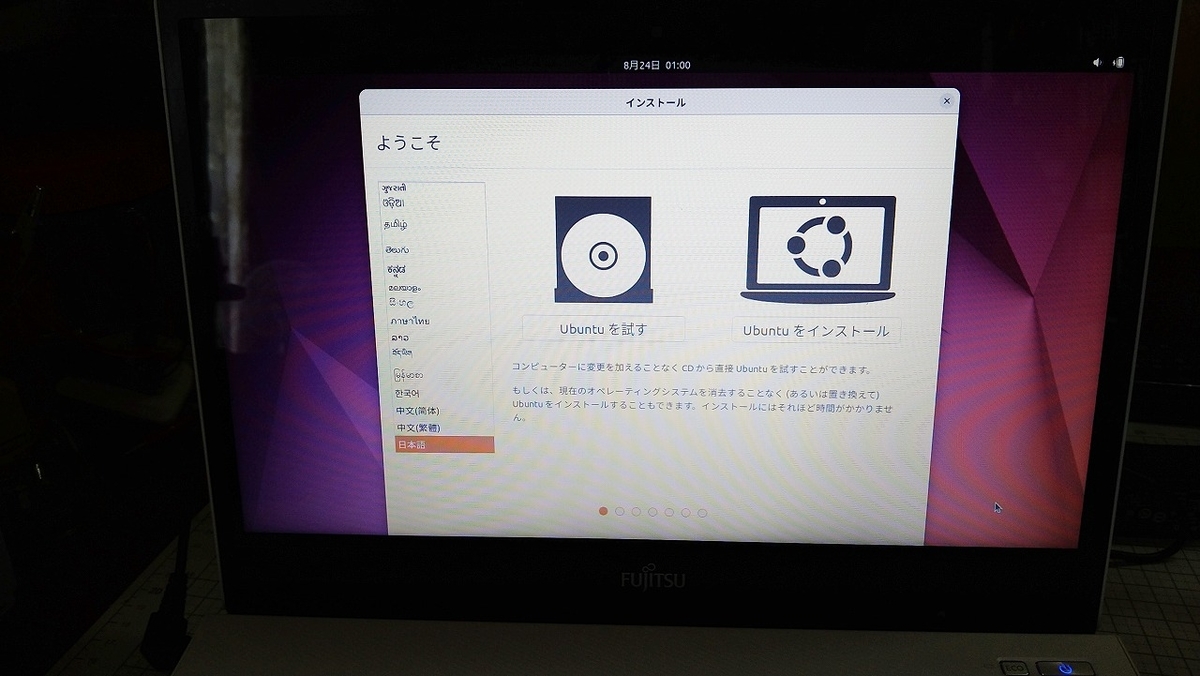 8月24日 01:00
インストール
ようこそ
ગુજરાતી
ଓଡ଼ିଆ
தமிழ்
తెలుగు
ಕನ್ನಡ
മലയാളം
සිංහල
ภาษาไทย
ລາວ
မြန်မာစာ
한국어
中文(简体)
中文(繁體)
日本語
Ubuntu を試す
Ubuntu をインストール
コンピューターに変更を加えることなく CD から直接 Ubuntu を試すことができます。
もしくは、現在のオペレーティングシステムを消去することなく (あるいは置き換えて)
Ubuntu をインストールすることもできます。インストールにはそれほど時間がかかりませ
ん。
FUJITSU
ECO